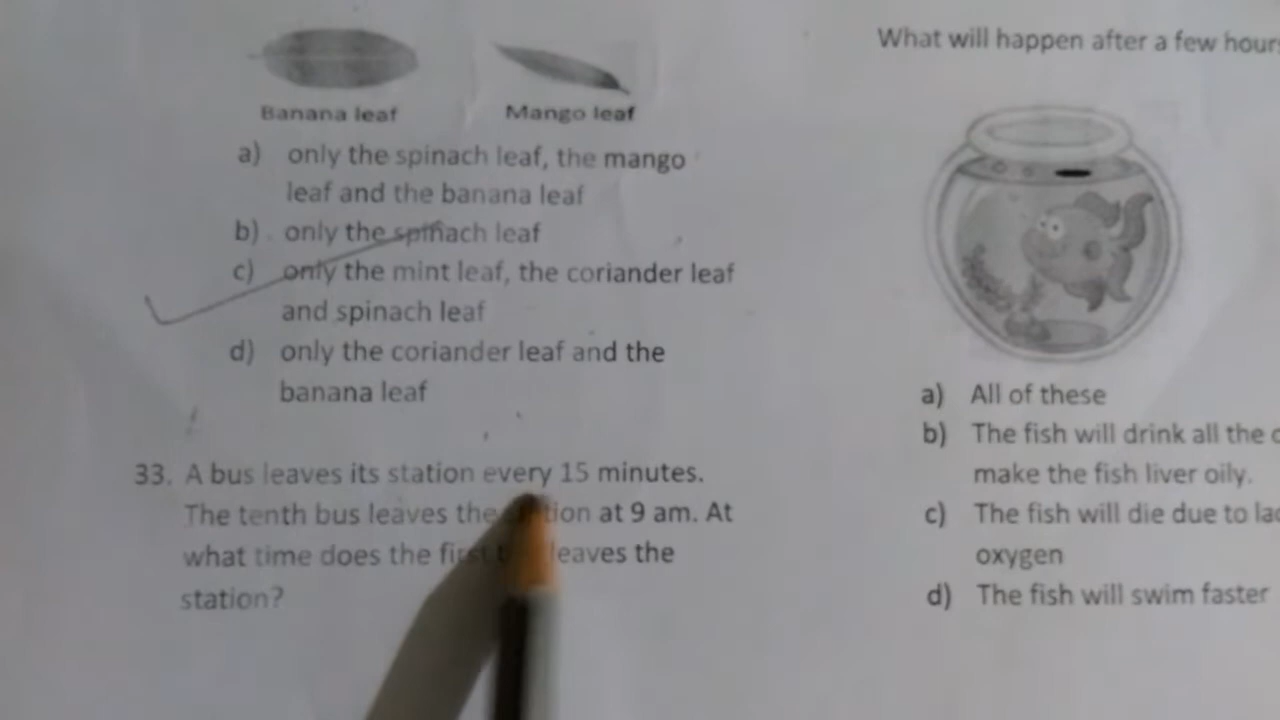 Banana leaf
Mango leaf
a) only the spinach leaf, the mango
leaf and the banana leaf
b) only the spinach leaf
c) only the mint leaf, the coriander leaf
and spinach leaf
d) only the coriander leaf and the
banana leaf
33. A bus leaves its station every 15 minutes.
The tenth bus leaves the at 9 am. At
what time does the first leaves the
station?
What will happen after a few hour
a) All of these
b) The fish will drink all the
make the fish liver oily.
c) The fish will die due to
oxygen
d) The fish will swim faster